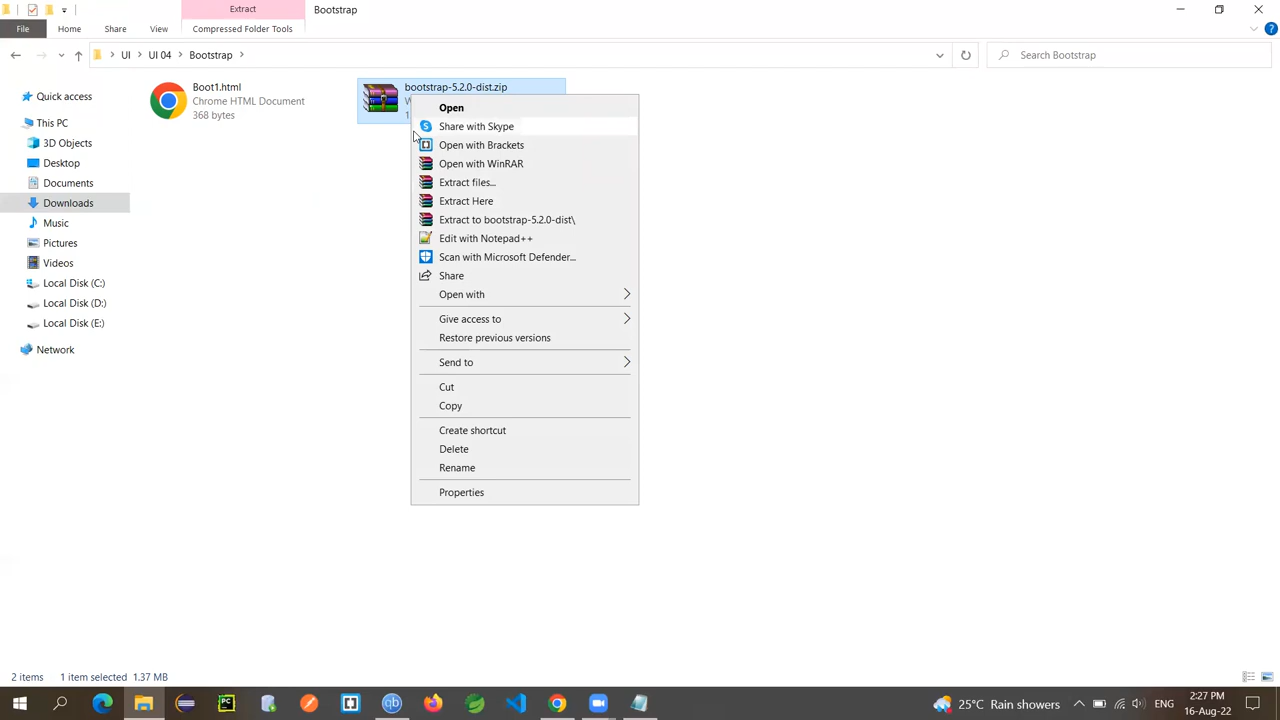 Extract
Bootstrap
File
Home
Share
View
Compressed Folder Tools
UI
UI 04
Bootstrap
Search Bootstrap
Boot1.html
Chrome HTML Document
368 bytes
bootstrap-5.2.0-dist.zip
Quick access
This PC
3D Objects
Desktop
Documents
Downloads
Music
Pictures
Videos
Local Disk (C:)
Local Disk (D:)
Local Disk (E:)
Network
Open
Share with Skype
Open with Brackets
Open with WinRAR
Extract files...
Extract Here
Extract to bootstrap-5.2.0-dist\
Edit with Notepad++
Scan with Microsoft Defender...
Share
Open with
Give access to
Restore previous versions
Send to
Cut
Copy
Create shortcut
Delete
Rename
Properties
2 items
1 item selected 1.37 MB
25°C Rain showers
ENG
2:27 PM
16-Aug-22